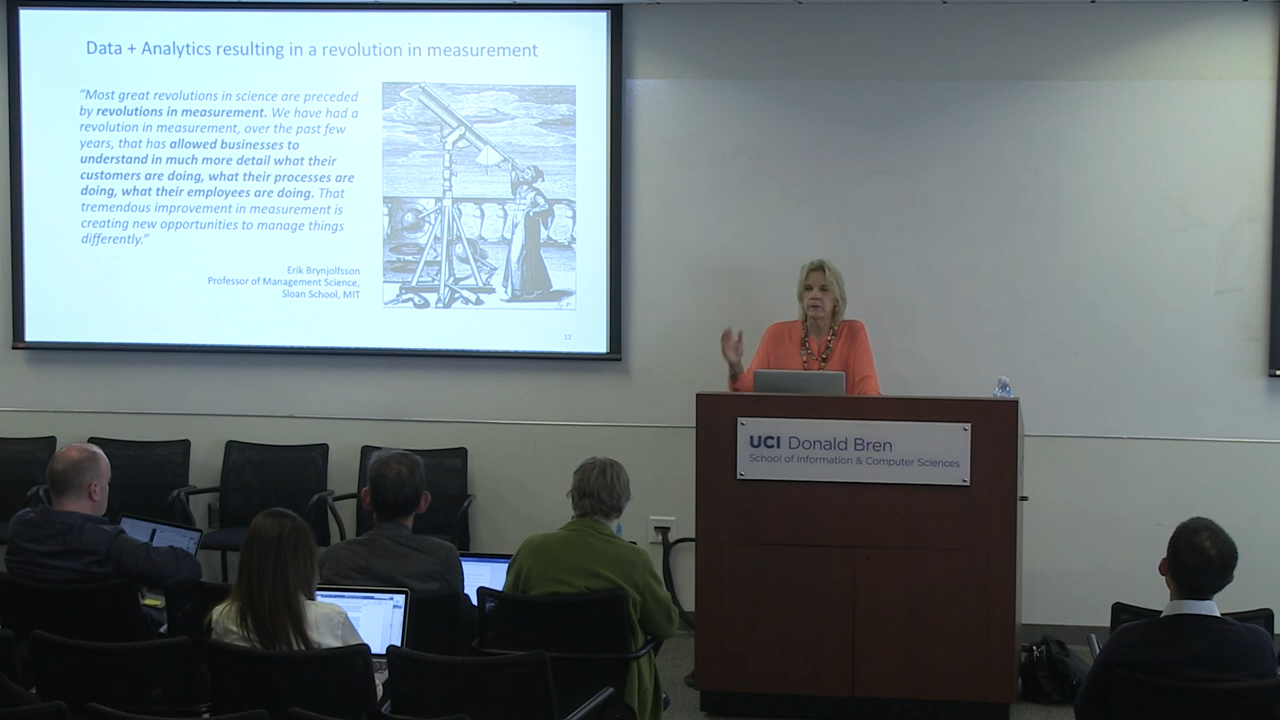 Data + Analytics resulting in a revolution in measurement
“Most great revolutions in science are preceded
by revolutions in measurement. We have had a
revolution in measurement, over the past few
years, that has allowed businesses to
understand in much more detail what their
customers are doing, what their processes are
doing, what their employees are doing. That
tremendous improvement in measurement is
creating new opportunities to manage things
differently.”
Erik Brynjolfsson
Professor of Management Science,
Sloan School, MIT
12
UCI Donald Bren
School of Information & Computer Sciences